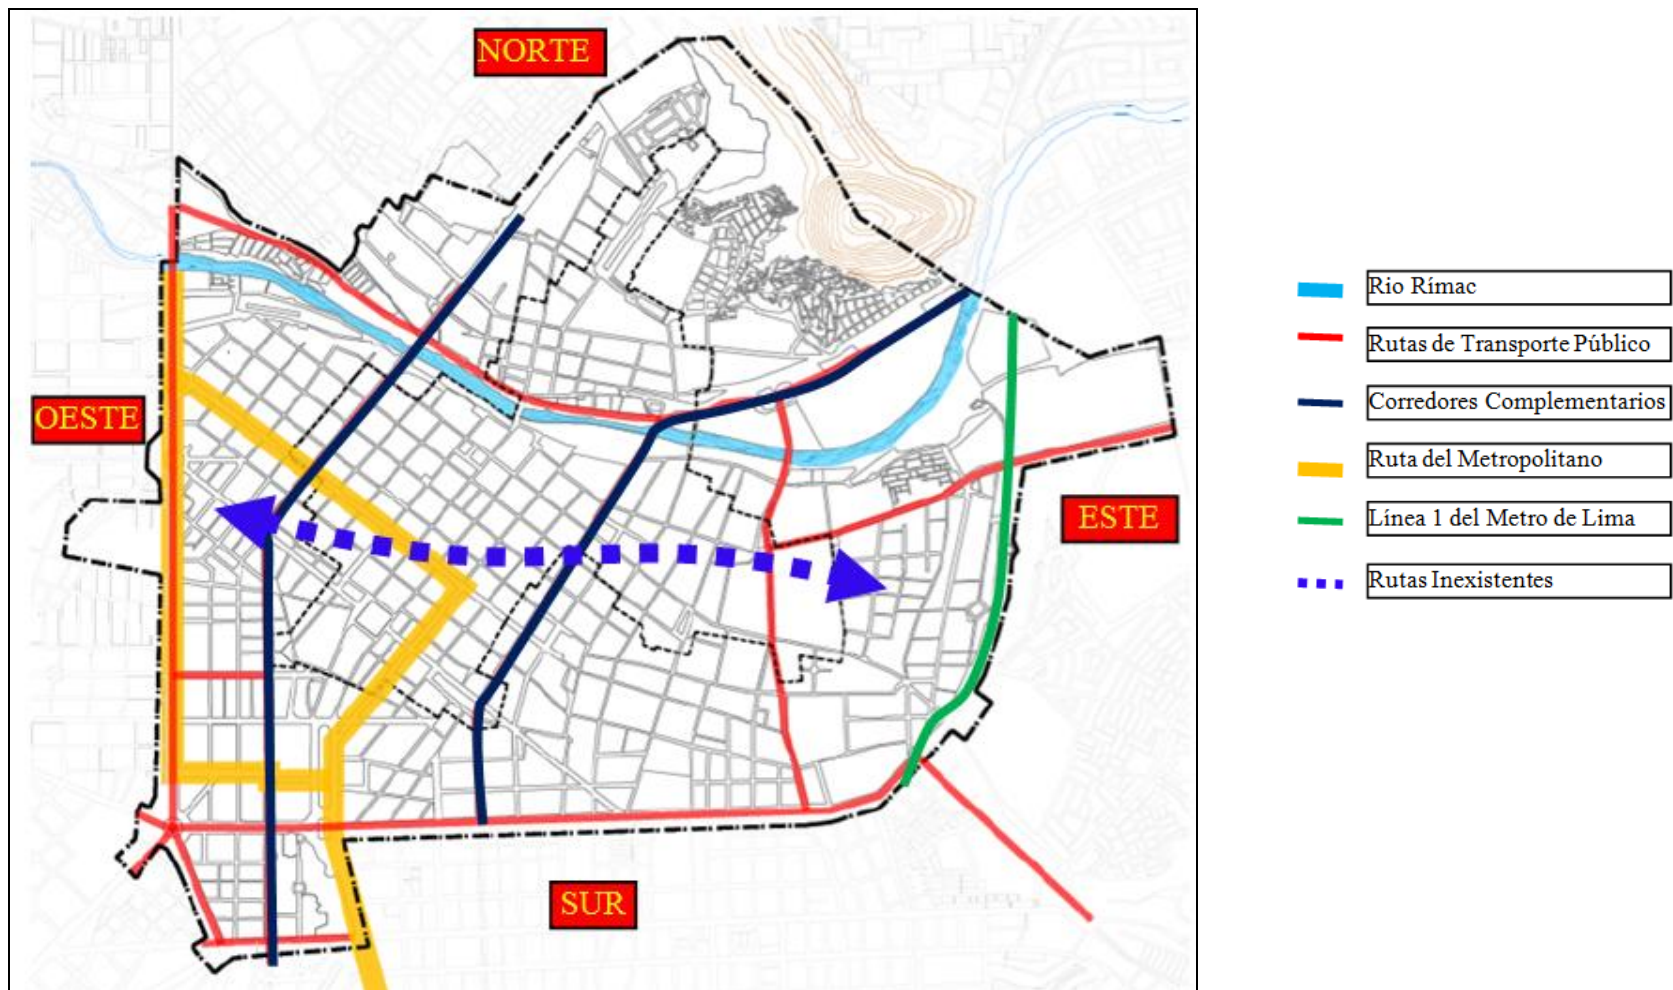 NORTE
OESTE
ESTE
SUR
Rio Rímac
Rutas de Transporte Público
Corredores Complementarios
Ruta del Metropolitano
Línea 1 del Metro de Lima
Rutas Inexistentes